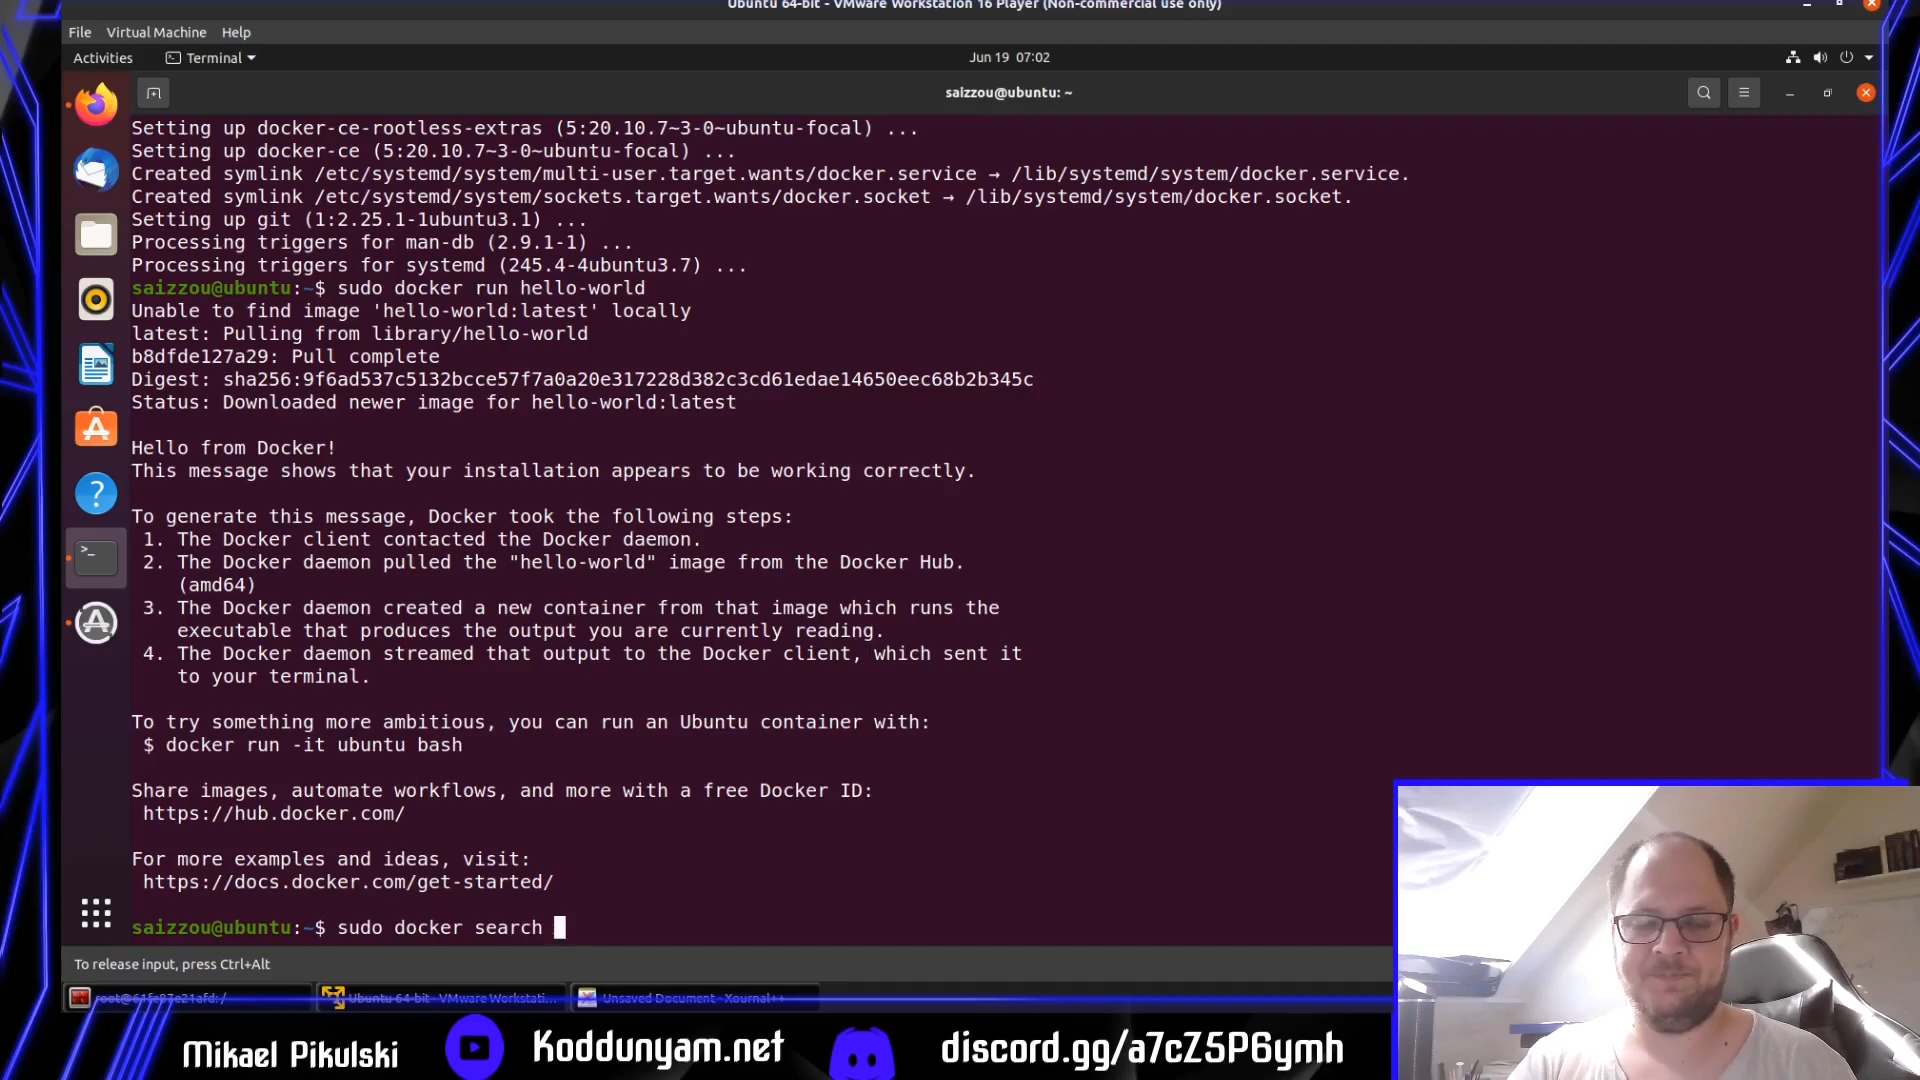 Ubuntu 64-bit - VMware Workstation 16 Player (Non-commercial use only)
File Virtual Machine Help
Activities Terminal Jun 19 07:02
saizzou@ubuntu: ~
Setting up docker-ce-rootless-extras (5:20.10.7~3-0~ubuntu-focal) ...
Setting up docker-ce (5:20.10.7~3-0~ubuntu-focal) ...
Created symlink /etc/systemd/system/multi-user.target.wants/docker.service → /lib/systemd/system/docker.service.
Created symlink /etc/systemd/system/sockets.target.wants/docker.socket → /lib/systemd/system/docker.socket.
Setting up git (1:2.25.1-1ubuntu3.1) ...
Processing triggers for man-db (2.9.1-1) ...
Processing triggers for systemd (245.4-4ubuntu3.7) ...
saizzou@ubuntu:~$ sudo docker run hello-world
Unable to find image 'hello-world:latest' locally
latest: Pulling from library/hello-world
b8dfde127a29: Pull complete
Digest: sha256:9f6ad537c5132bcce57f7a0a20e317228d382c3cd61edae14650eec68b2b345c
Status: Downloaded newer image for hello-world:latest
Hello from Docker!
This message shows that your installation appears to be working correctly.
To generate this message, Docker took the following steps:
1. The Docker client contacted the Docker daemon.
2. The Docker daemon pulled the "hello-world" image from the Docker Hub.
(amd64)
3. The Docker daemon created a new container from that image which runs the
executable that produces the output you are currently reading.
4. The Docker daemon streamed that output to the Docker client, which sent it
to your terminal.
To try something more ambitious, you can run an Ubuntu container with:
$ docker run -it ubuntu bash
Share images, automate workflows, and more with a free Docker ID:
https://hub.docker.com/
For more examples and ideas, visit:
https://docs.docker.com/get-started/
saizzou@ubuntu:~$ sudo docker search
To release input, press Ctrl+Alt
root@61fe87e21afd: / Ubuntu 64-bit - VMware Workstati... Unsaved Document - Xournal++
Mikael Pikulski Koddunyam.net discord.gg/a7cZ5P6ymh